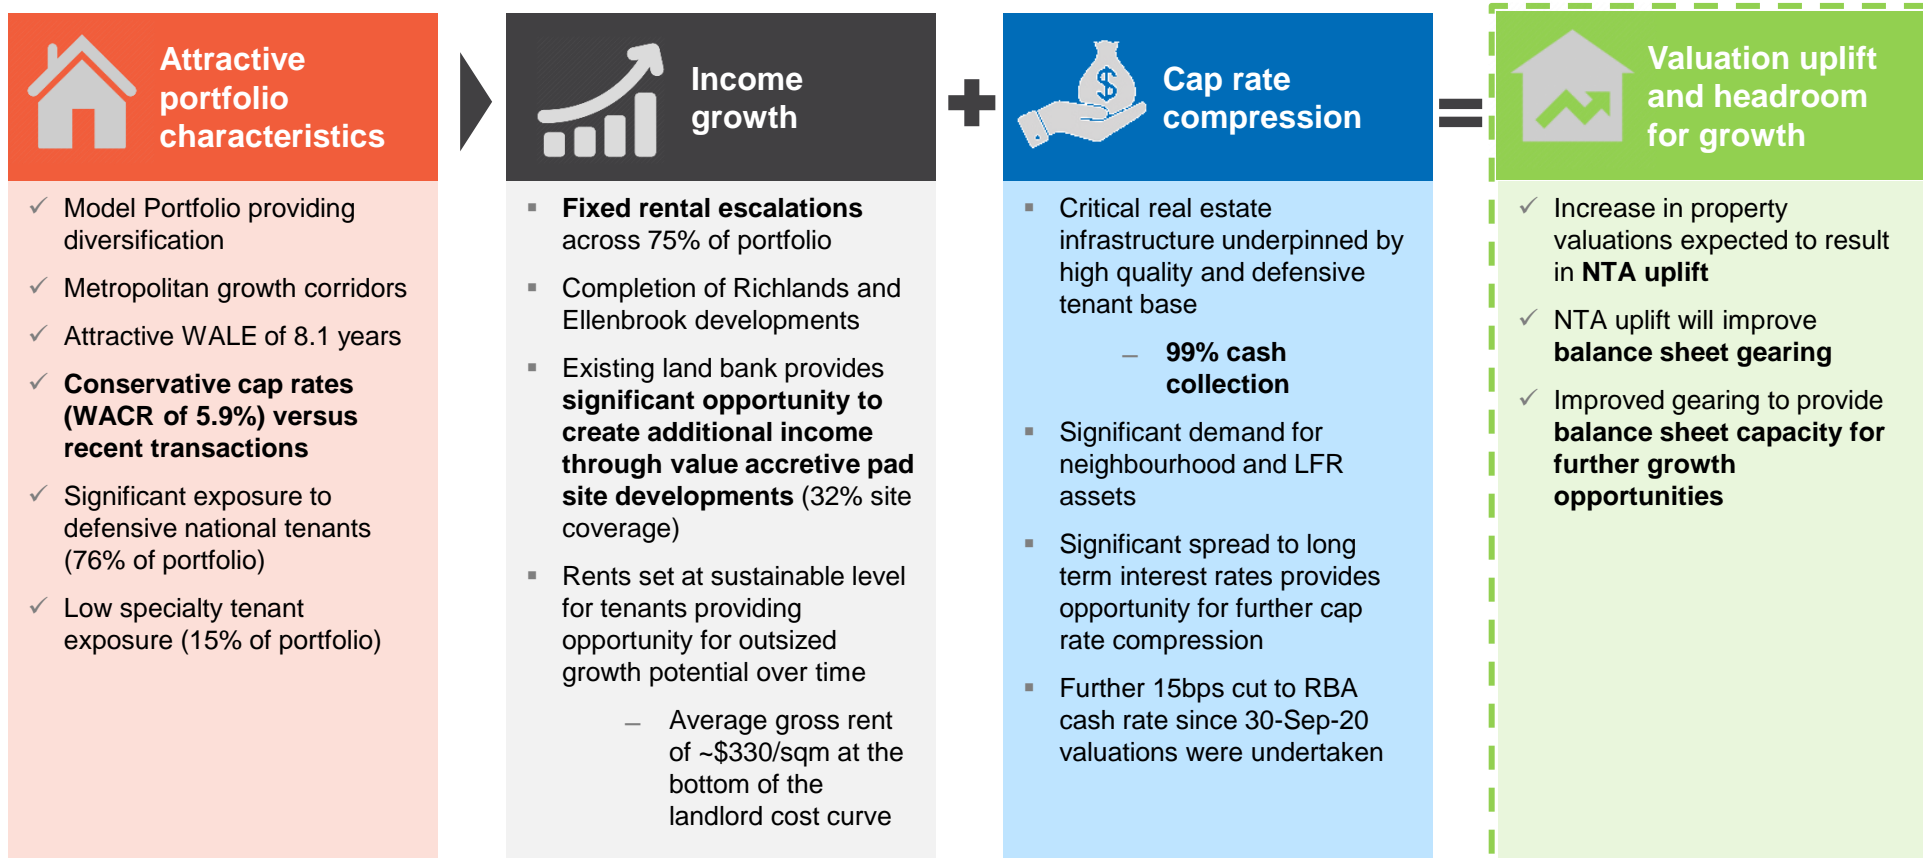 Attractive
portfolio
characteristics
Model Portfolio providing
diversification
Metropolitan growth corridors
Attractive WALE of 8.1 years
Conservative cap rates
(WACR of 5.9%) versus
recent transactions
Significant exposure to
defensive national tenants
(76% of portfolio)
Low specialty tenant
exposure (15% of portfolio)
Income
growth
Fixed rental escalations
across 75% of portfolio
Completion of Richlands and
Ellenbrook developments
Existing land bank provides
significant opportunity to
create additional income
through value accretive pad
site developments (32% site
coverage)
Rents set at sustainable level
for tenants providing
opportunity for outsized
growth potential over time
– Average gross rent
of ~$330/sqm at the
bottom of the
landlord cost curve
$
Cap rate
compression
Critical real estate
infrastructure underpinned by
high quality and defensive
tenant base
– 99% cash
collection
Significant demand for
neighbourhood and LFR
assets
Significant spread to long
term interest rates provides
opportunity for further cap
rate compression
Further 15bps cut to RBA
cash rate since 30-Sep-20
valuations were undertaken
Valuation uplift
and headroom
for growth
Increase in property
valuations expected to result
in NTA uplift
NTA uplift will improve
balance sheet gearing
Improved gearing to provide
balance sheet capacity for
further growth
opportunities